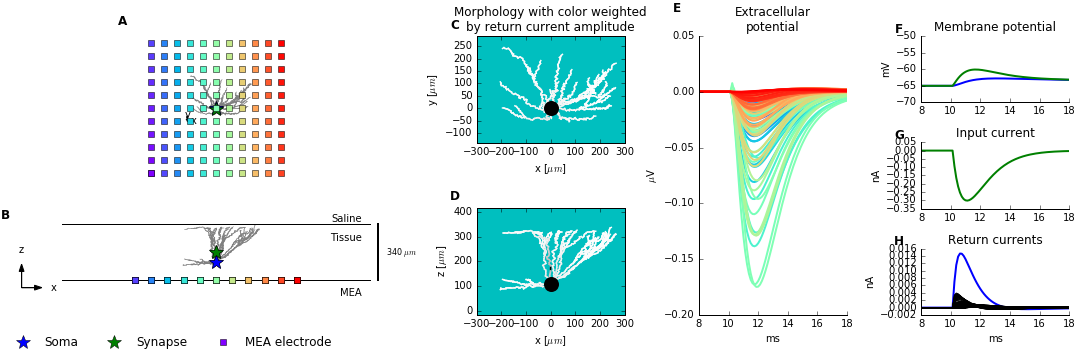 A
y
x
B
Saline
Tissue
MEA
340 μm
z
x
Soma
Synapse
MEA electrode
Morphology with color weighted
by return current amplitude
C
250
200
150
100
50
0
−50
−100
y [μm]
−300 −200 −100 0 100 200 300
x [μm]
D
400
300
200
100
0
z [μm]
−300 −200 −100 0 100 200 300
x [μm]
E
Extracellular
potential
0.05
0.00
−0.05
−0.10
−0.15
−0.20
μV
8 10 12 14 16 18
ms
F
Membrane potential
−50
−55
−60
−65
−70
mV
8 10 12 14 16 18
G
Input current
0.05
0.00
−0.05
−0.10
−0.15
−0.20
−0.25
−0.30
−0.35
nA
8 10 12 14 16 18
H
Return currents
0.016
0.014
0.012
0.010
0.008
0.006
0.004
0.002
0.000
−0.002
nA
8 10 12 14 16 18
ms